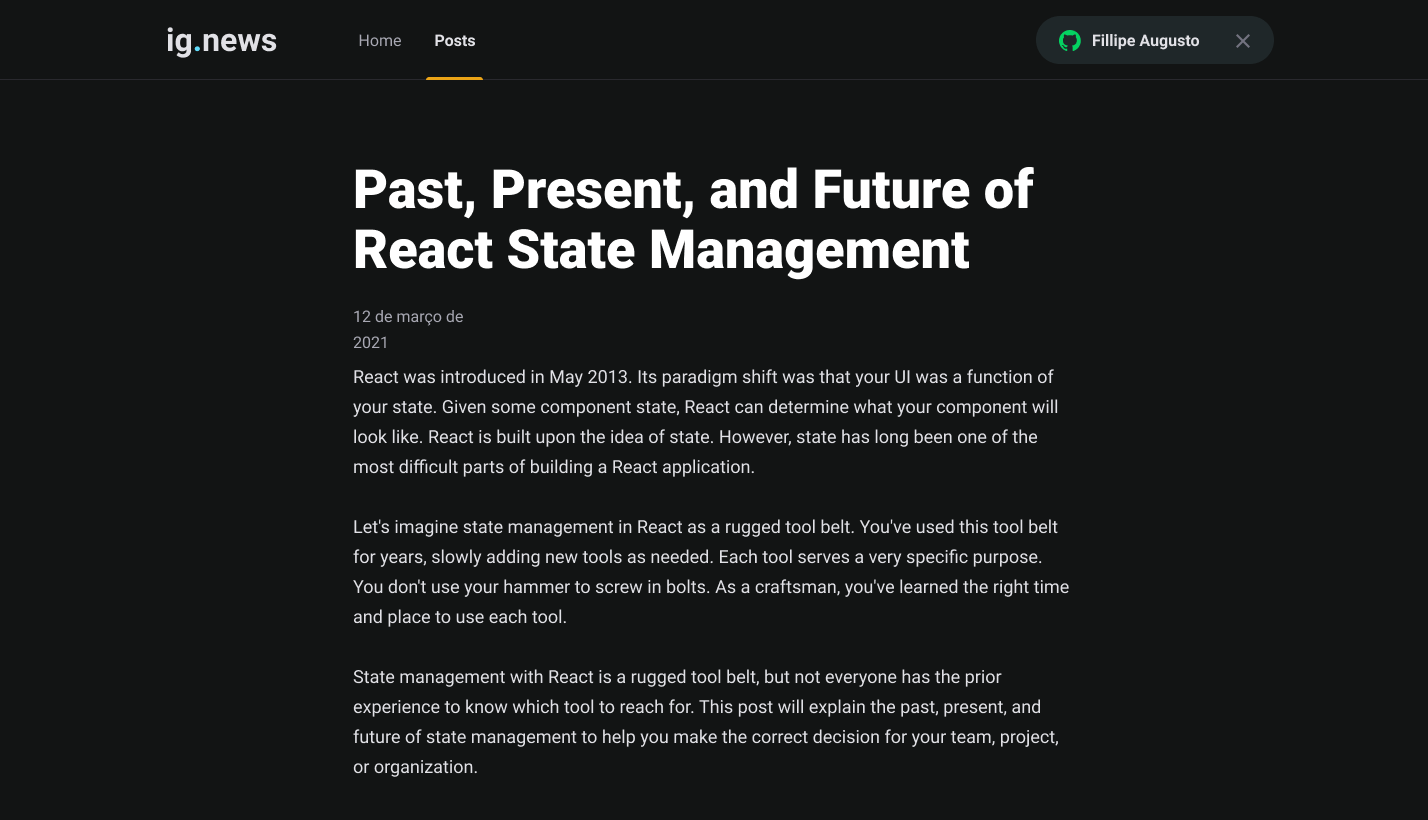 ig.news
Home
Posts
Fillipe Augusto
Past, Present, and Future of
React State Management
12 de março de
2021
React was introduced in May 2013. Its paradigm shift was that your UI was a function of
your state. Given some component state, React can determine what your component will
look like. React is built upon the idea of state. However, state has long been one of the
most difficult parts of building a React application.
Let's imagine state management in React as a rugged tool belt. You've used this tool belt
for years, slowly adding new tools as needed. Each tool serves a very specific purpose.
You don't use your hammer to screw in bolts. As a craftsman, you've learned the right time
and place to use each tool.
State management with React is a rugged tool belt, but not everyone has the prior
experience to know which tool to reach for. This post will explain the past, present, and
future of state management to help you make the correct decision for your team, project,
or organization.